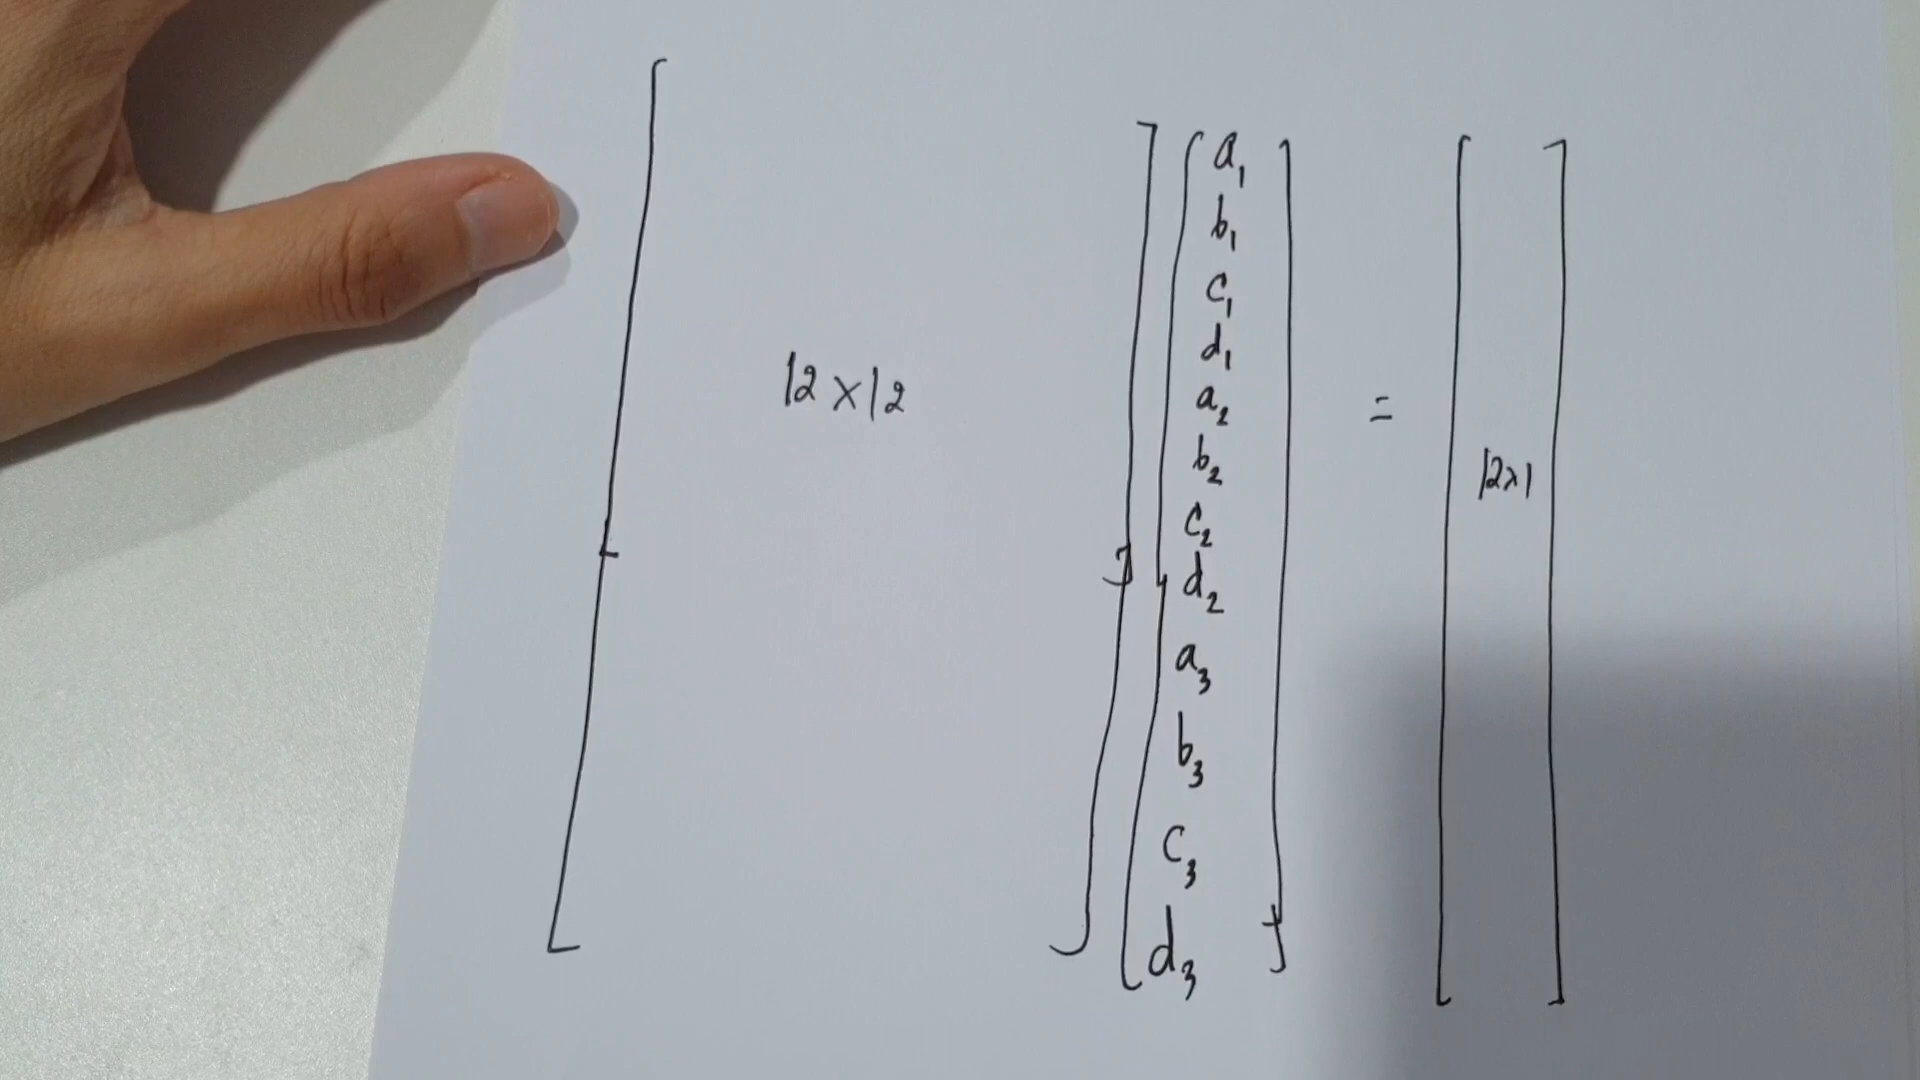 a₁
b₁
c₁
d₁
12 × 12 a₂ =
b₂ 12×1
c₂
d₂
a₃
b₃
c₃
d₃